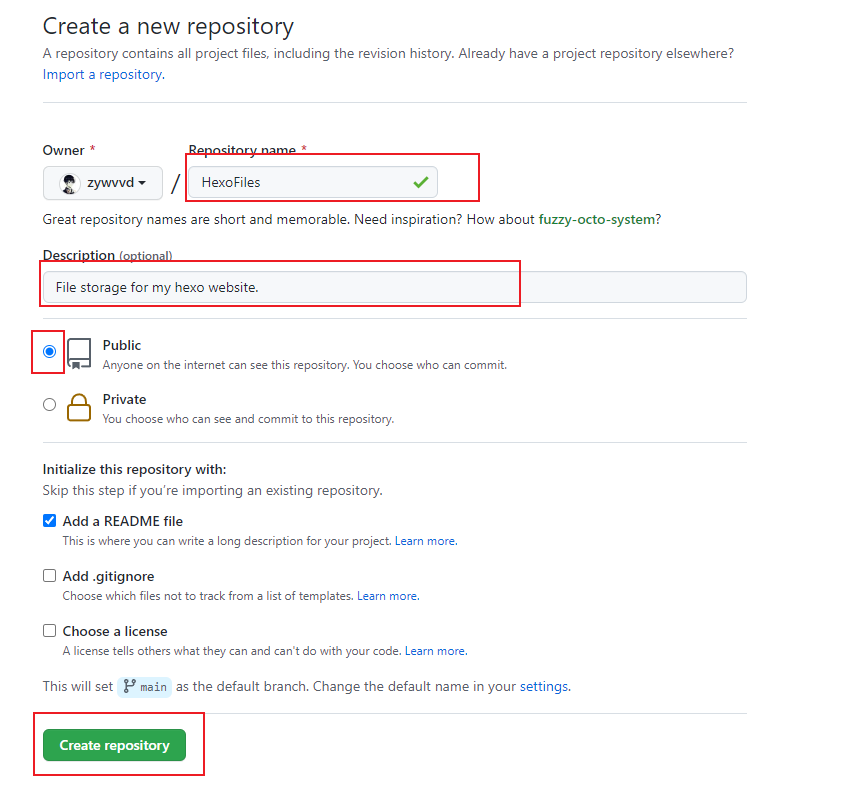 Create a new repository
A repository contains all project files, including the revision history. Already have a project repository elsewhere?
Import a repository.
Owner * Repository name *
zywvvd / HexoFiles
Great repository names are short and memorable. Need inspiration? How about fuzzy-octo-system?
Description (optional)
File storage for my hexo website.
Public
Anyone on the internet can see this repository. You choose who can commit.
Private
You choose who can see and commit to this repository.
Initialize this repository with:
Skip this step if you're importing an existing repository.
Add a README file
This is where you can write a long description for your project. Learn more.
Add .gitignore
Choose which files not to track from a list of templates. Learn more.
Choose a license
A license tells others what they can and can't do with your code. Learn more.
This will set main as the default branch. Change the default name in your settings.
Create repository